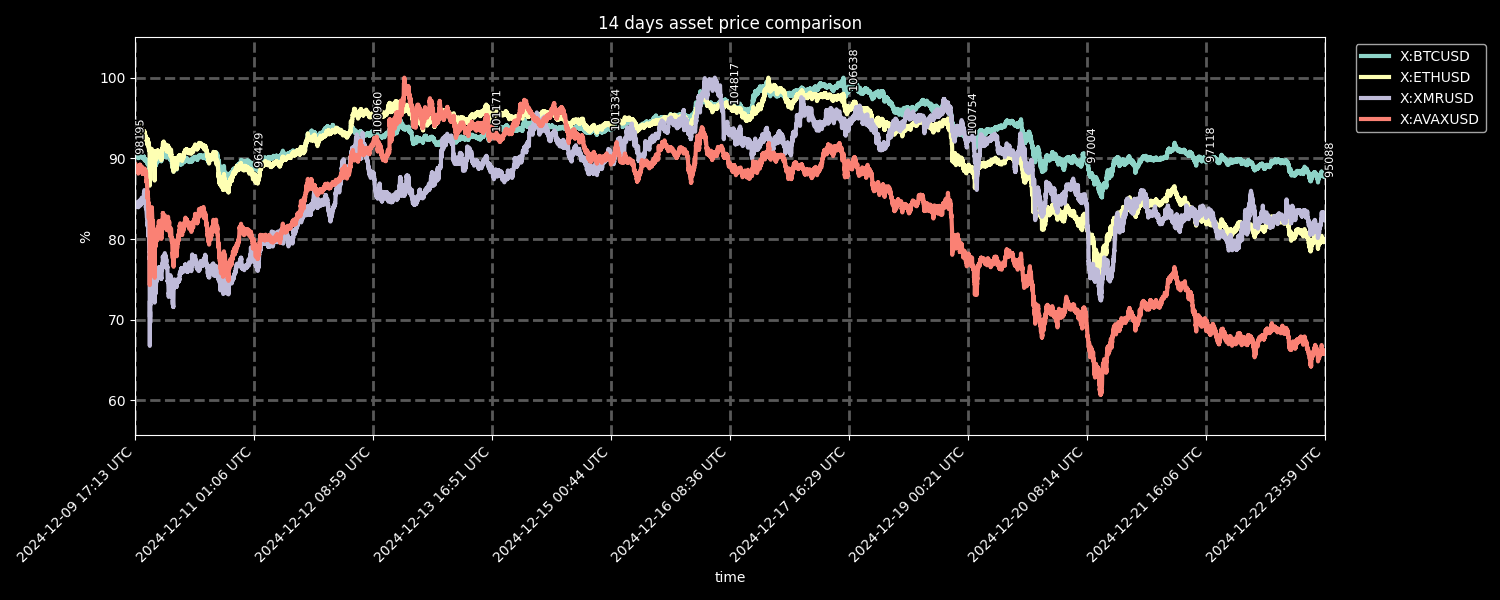 14 days asset price comparison
X:BTCUSD
X:ETHUSD
X:XMRUSD
X:AVAXUSD
%
100
90
80
70
60
98195
96429
100960
101171
101334
104817
106638
100754
97004
97118
95088
2024-12-09 17:13 UTC
2024-12-11 01:06 UTC
2024-12-12 08:59 UTC
2024-12-13 16:51 UTC
2024-12-15 00:44 UTC
2024-12-16 08:36 UTC
2024-12-17 16:29 UTC
2024-12-19 00:21 UTC
2024-12-20 08:14 UTC
2024-12-21 16:06 UTC
2024-12-22 23:59 UTC
time